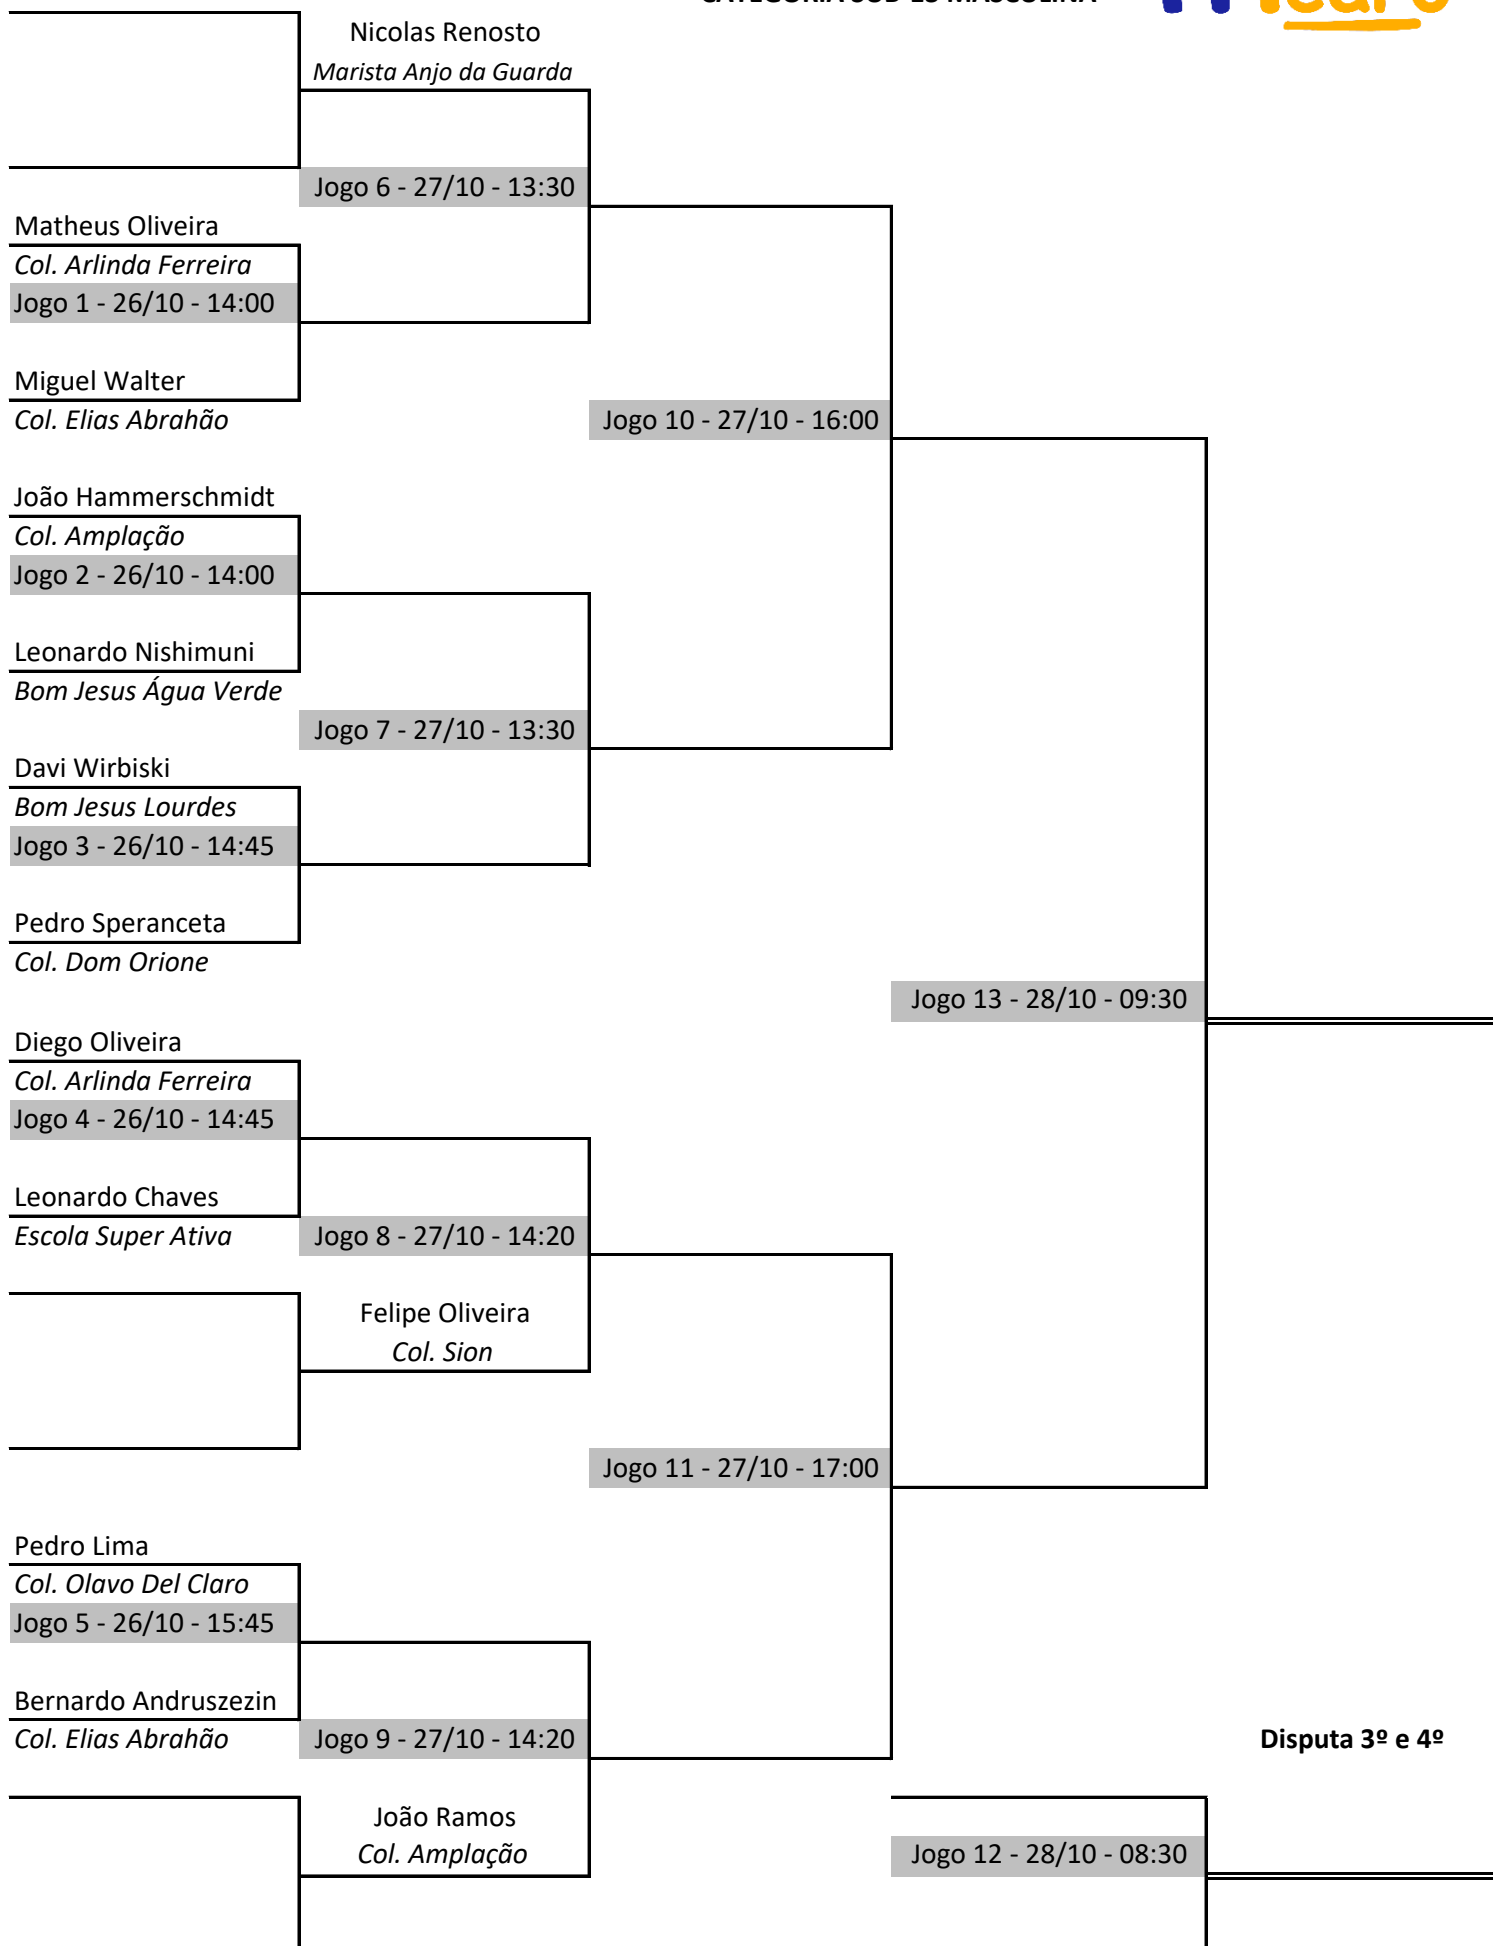 Nicolas Renosto
Marista Anjo da Guarda
Jogo 6 - 27/10 - 13:30
Matheus Oliveira
Col. Arlinda Ferreira
Jogo 1 - 26/10 - 14:00
Miguel Walter
Col. Elias Abrahão
Jogo 10 - 27/10 - 16:00
João Hammerschmidt
Col. Amplação
Jogo 2 - 26/10 - 14:00
Leonardo Nishimuni
Bom Jesus Água Verde
Jogo 7 - 27/10 - 13:30
Davi Wirbiski
Bom Jesus Lourdes
Jogo 3 - 26/10 - 14:45
Pedro Speranceta
Col. Dom Orione
Jogo 13 - 28/10 - 09:30
Diego Oliveira
Col. Arlinda Ferreira
Jogo 4 - 26/10 - 14:45
Leonardo Chaves
Escola Super Ativa
Jogo 8 - 27/10 - 14:20
Felipe Oliveira
Col. Sion
Jogo 11 - 27/10 - 17:00
Pedro Lima
Col. Olavo Del Claro
Jogo 5 - 26/10 - 15:45
Bernardo Andruszezin
Col. Elias Abrahão
Jogo 9 - 27/10 - 14:20
Disputa 3º e 4º
João Ramos
Col. Amplação
Jogo 12 - 28/10 - 08:30